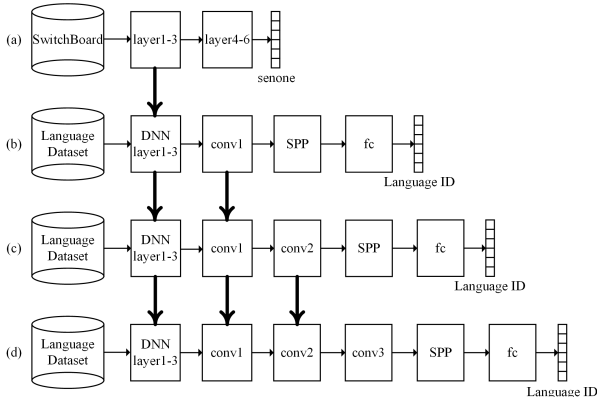 (a) SwitchBoard layer1-3 layer4-6
senone
(b) Language Dataset DNN layer1-3 conv1 SPP fc
Language ID
(c) Language Dataset DNN layer1-3 conv1 conv2 SPP fc
Language ID
(d) Language Dataset DNN layer1-3 conv1 conv2 conv3 SPP fc
Language ID